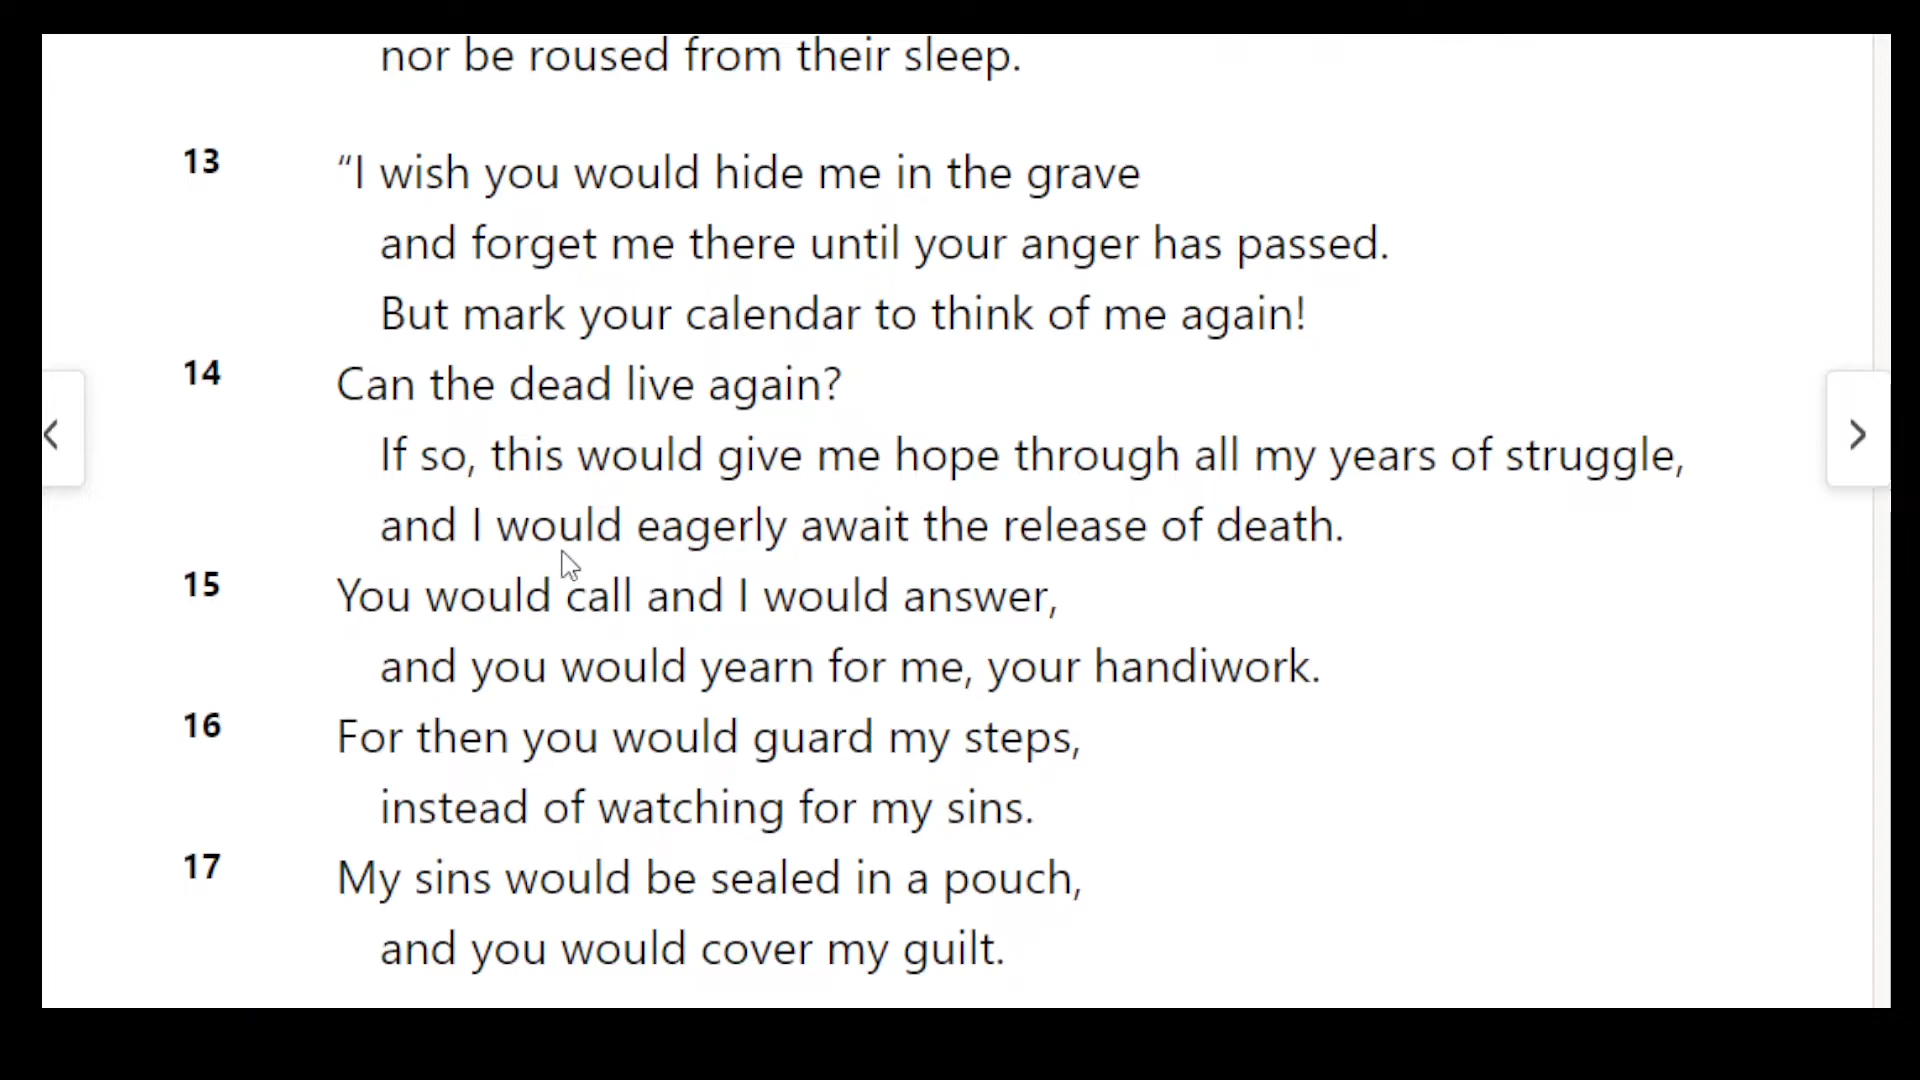 nor be roused from their sleep.
13 “I wish you would hide me in the grave
and forget me there until your anger has passed.
But mark your calendar to think of me again!
14 Can the dead live again?
If so, this would give me hope through all my years of struggle,
and I would eagerly await the release of death.
15 You would call and I would answer,
and you would yearn for me, your handiwork.
16 For then you would guard my steps,
instead of watching for my sins.
17 My sins would be sealed in a pouch,
and you would cover my guilt.